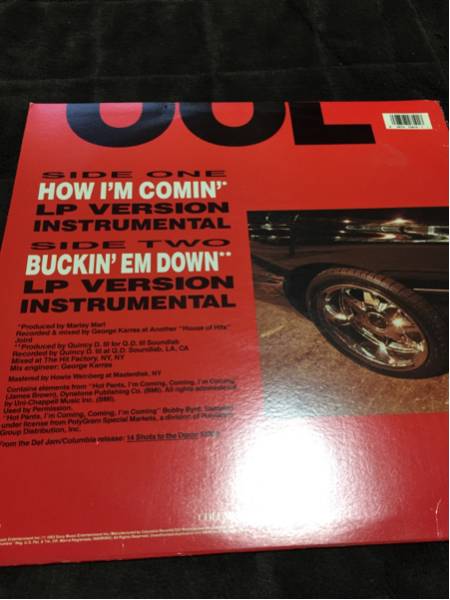 OOL
SIDE ONE
HOW I'M COMIN'*
LP VERSION
INSTRUMENTAL
SIDE TWO
BUCKIN' EM DOWN**
LP VERSION
INSTRUMENTAL
*Produced by Marley Marl
Recorded & mixed by George Karras at Another "House of Hits"
Joint
**Produced by Quincy D. III for Q.D. III Soundlab
Recorded by Quincy D. III at Q.D. Soundlab, LA, CA
Mixed at The Hit Factory, NY, NY
Mix engineer: George Karras
Mastered by Howie Weinberg at Masterdisk, NY
Contains elements from "Hot Pants, I'm Coming, Coming, I'm Coming"
(James Brown), Dynatone Publishing Co. (BMI). All rights administered
by Uni-Chappell Music Inc. (BMI).
Used by Permission.
"Hot Pants, I'm Coming, Coming, I'm Coming" Bobby Byrd.
under license from PolyGram Special Markets, a division of PolyGram
Group Distribution, Inc.
From the Def Jam/Columbia release: 14 Shots to the Dome